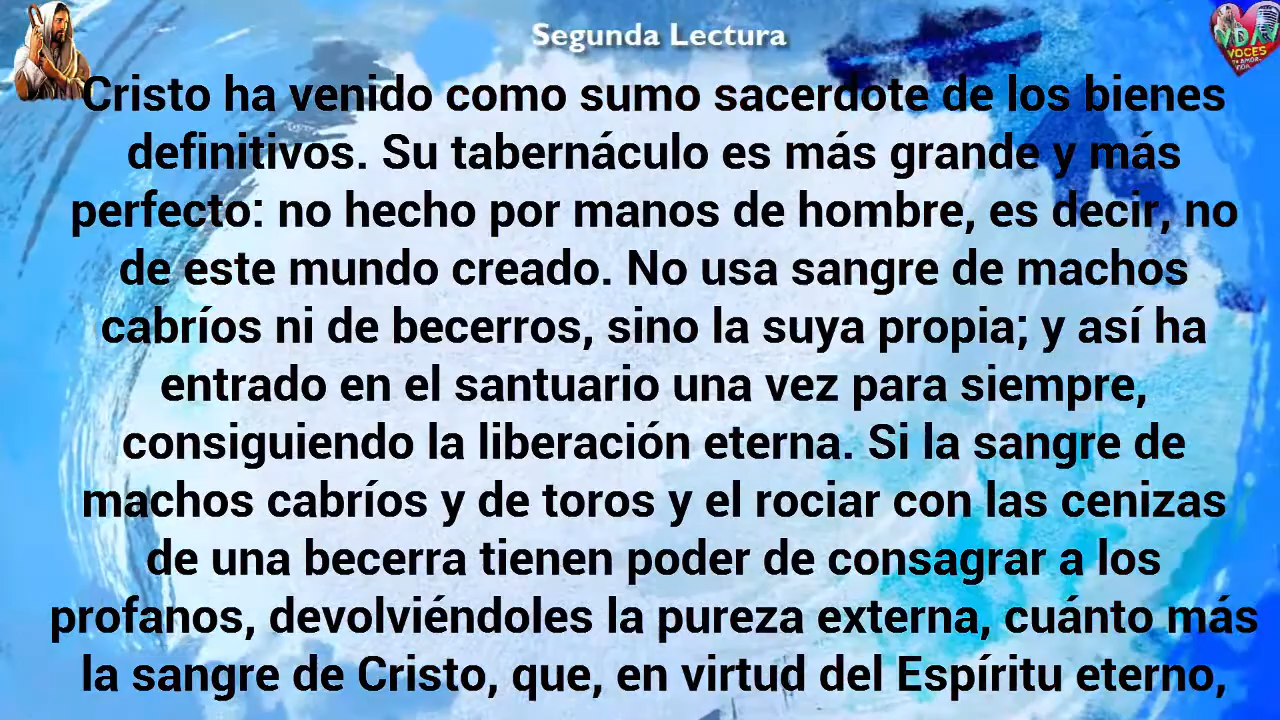 Segunda Lectura
VDA
VOCES
Cristo ha venido como sumo sacerdote de los bienes
definitivos. Su tabernáculo es más grande y más
perfecto: no hecho por manos de hombre, es decir, no
de este mundo creado. No usa sangre de machos
cabríos ni de becerros, sino la suya propia; y así ha
entrado en el santuario una vez para siempre,
consiguiendo la liberación eterna. Si la sangre de
machos cabríos y de toros y el rociar con las cenizas
de una becerra tienen poder de consagrar a los
profanos, devolviéndoles la pureza externa, cuánto más
la sangre de Cristo, que, en virtud del Espíritu eterno,